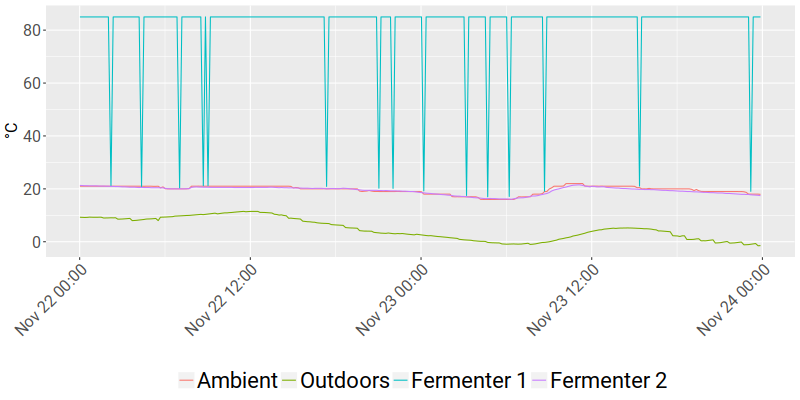 80
60
40
20
0
°C
Nov 22 00:00
Nov 22 12:00
Nov 23 00:00
Nov 23 12:00
Nov 24 00:00
Ambient Outdoors Fermenter 1 Fermenter 2